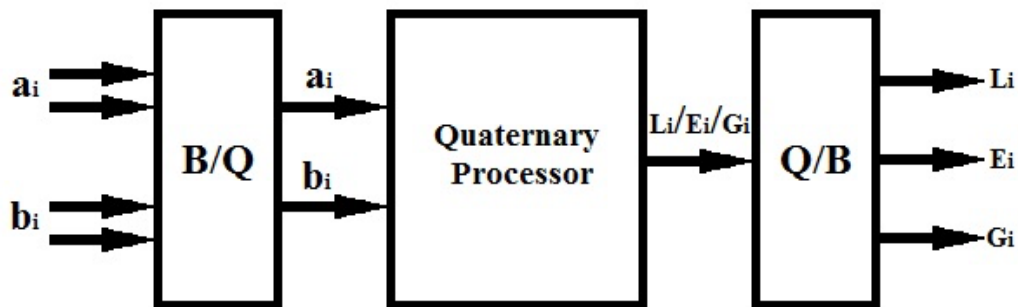 ai
bi
B/Q
ai
bi
Quaternary
Processor
Li/Ei/Gi
Q/B
Li
Ei
Gi